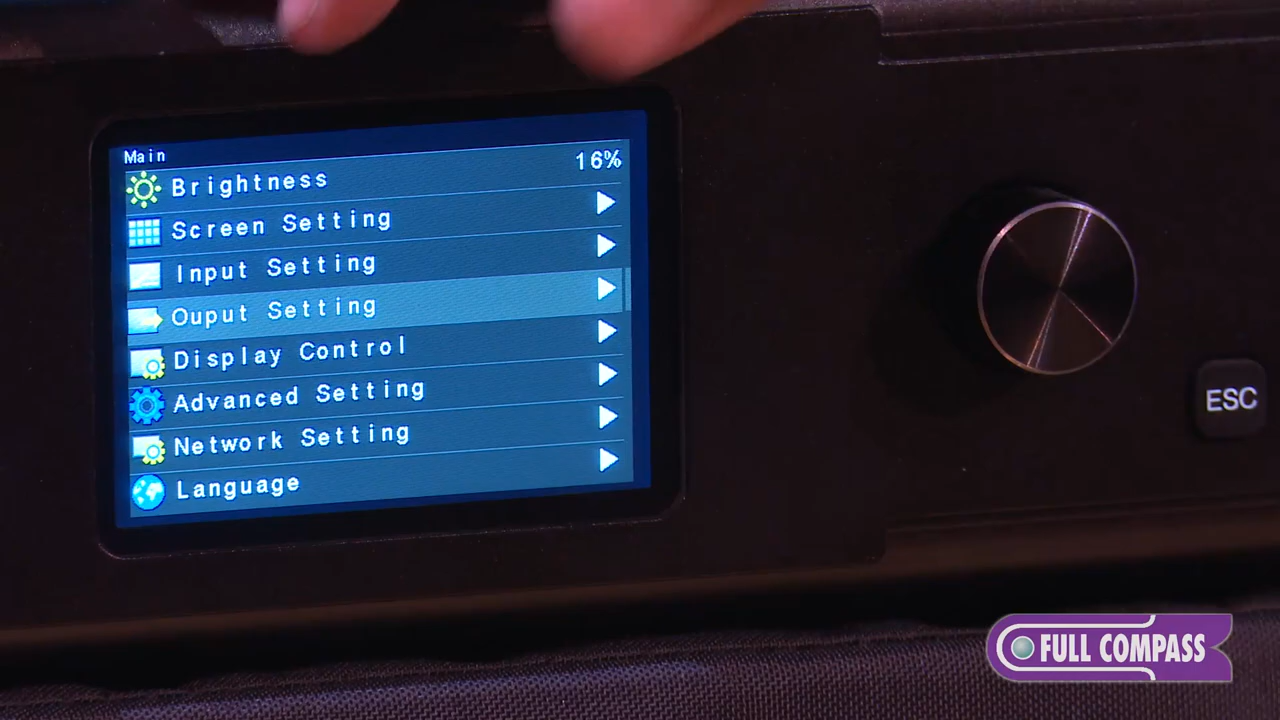 Main
Brightness 16%
Screen Setting
Input Setting
Ouput Setting
Display Control
Advanced Setting
Network Setting
Language
ESC
FULL COMPASS